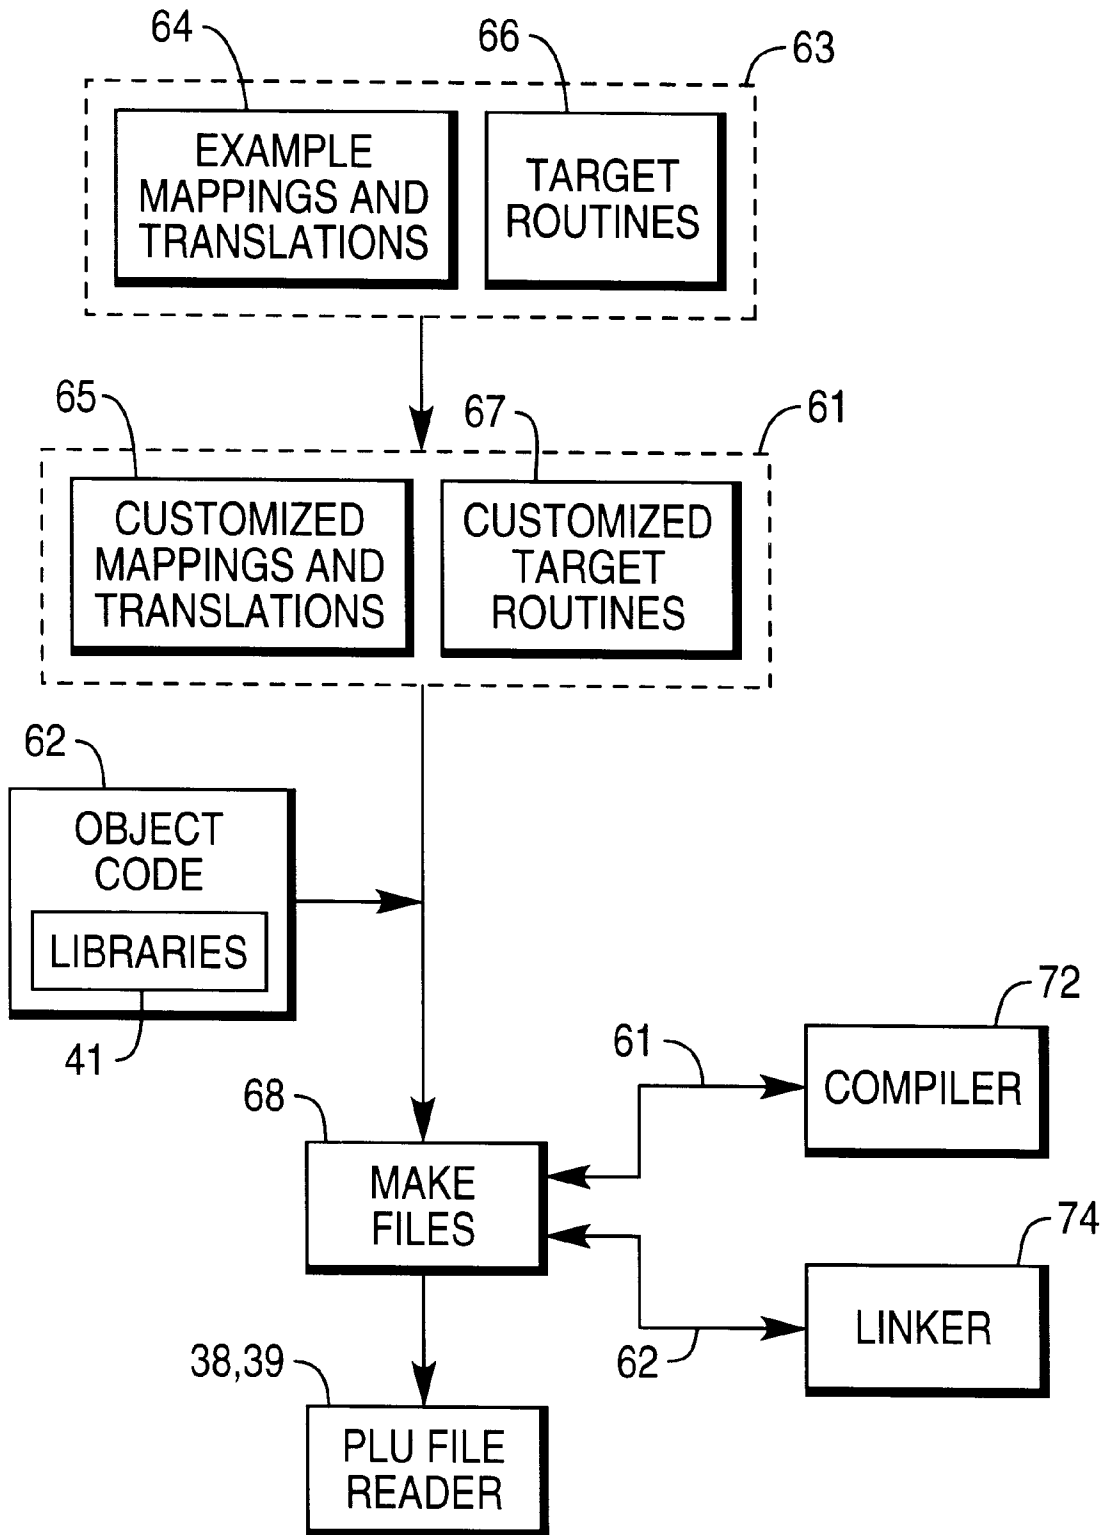 64
66
63
EXAMPLE
MAPPINGS AND
TRANSLATIONS
TARGET
ROUTINES
65
67
61
CUSTOMIZED
MAPPINGS AND
TRANSLATIONS
CUSTOMIZED
TARGET
ROUTINES
62
OBJECT
CODE
LIBRARIES
41
72
61
COMPILER
68
MAKE
FILES
74
LINKER
62
38,39
PLU FILE
READER